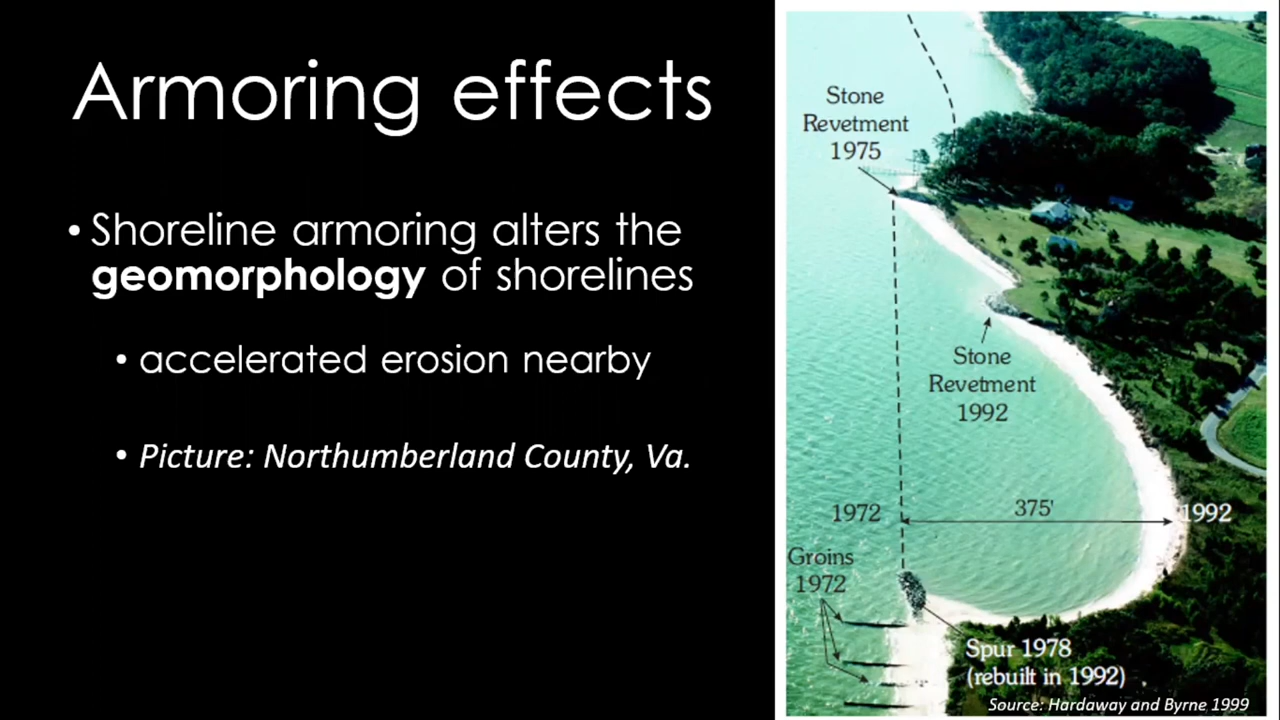 Armoring effects
• Shoreline armoring alters the
geomorphology of shorelines
• accelerated erosion nearby
• Picture: Northumberland County, Va.
Stone
Revetment
1975
Stone
Revetment
1992
1972
375'
1992
Groins
1972
Spur 1978
(rebuilt in 1992)
Source: Hardaway and Byrne 1999